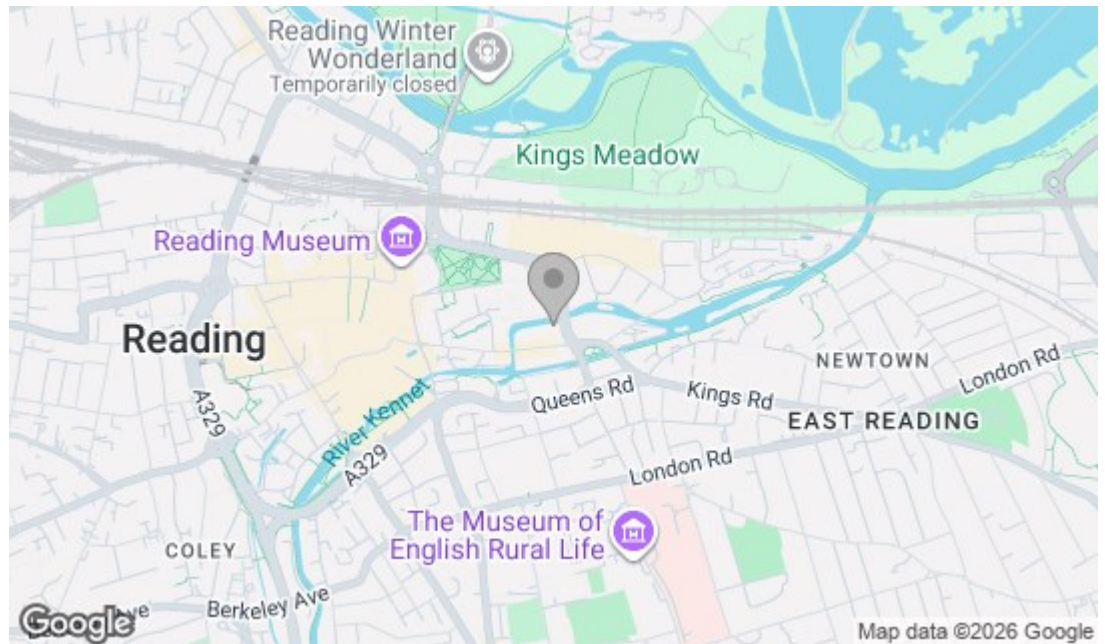 Reading Winter
Wonderland
Temporarily closed
Kings Meadow
Reading Museum
Reading
NEWTOWN
London Rd
Kings Rd
Queens Rd
EAST READING
A329
River Kennet
A329
London Rd
The Museum of
English Rural Life
COLEY
Berkeley Ave
Ave
Google
Map data ©2026 Google